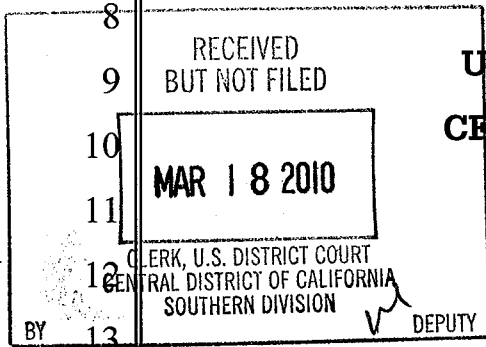 8
RECEIVED
9 BUT NOT FILED U
10 CE
MAR 18 2010
11
CLERK, U.S. DISTRICT COURT
12 CENTRAL DISTRICT OF CALIFORNIA
SOUTHERN DIVISION
BY 13 DEPUTY